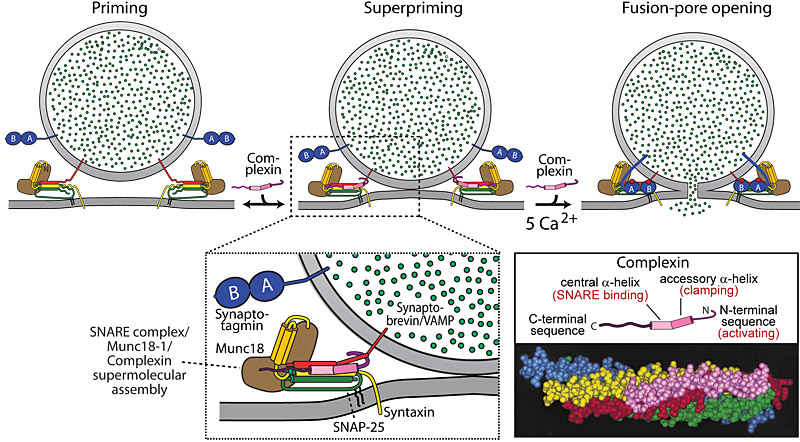 Priming
Superpriming
Fusion-pore opening
B A
A B
N
Com-
plexin
B A
A B
Com-
plexin
5 Ca2+
A B
B A
B A
Synapto-
tagmin
Synapto-
brevin/VAMP
Munc18
SNARE complex/
Munc18-1/
Complexin
supermolecular
assembly
Syntaxin
SNAP-25
Complexin
central α-helix
(SNARE binding)
accessory α-helix
(clamping)
C-terminal
sequence
C
N
N-terminal
sequence
(activating)